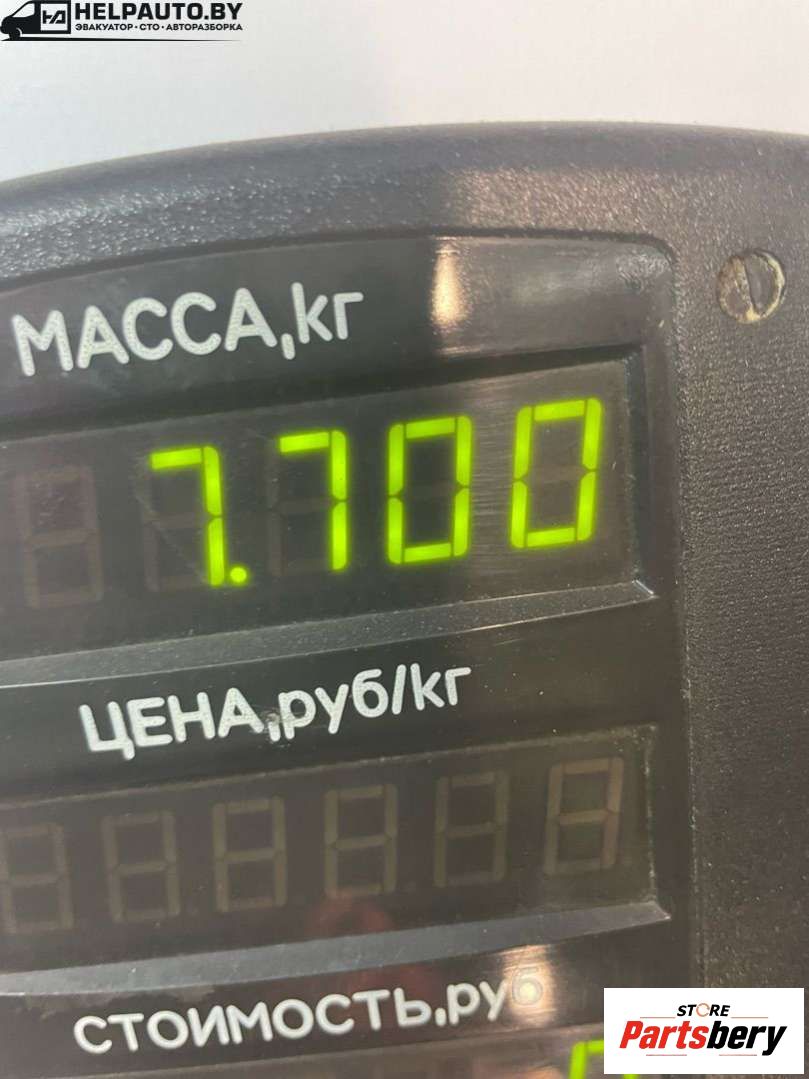 HELPAUTO.BY
ЭВАКУАТОР • СТО • АВТОРАЗБОРКА
МАССА,кг
7.700
ЦЕНА,руб/кг
СТОИМОСТЬ,руб
STORE
Partsbery